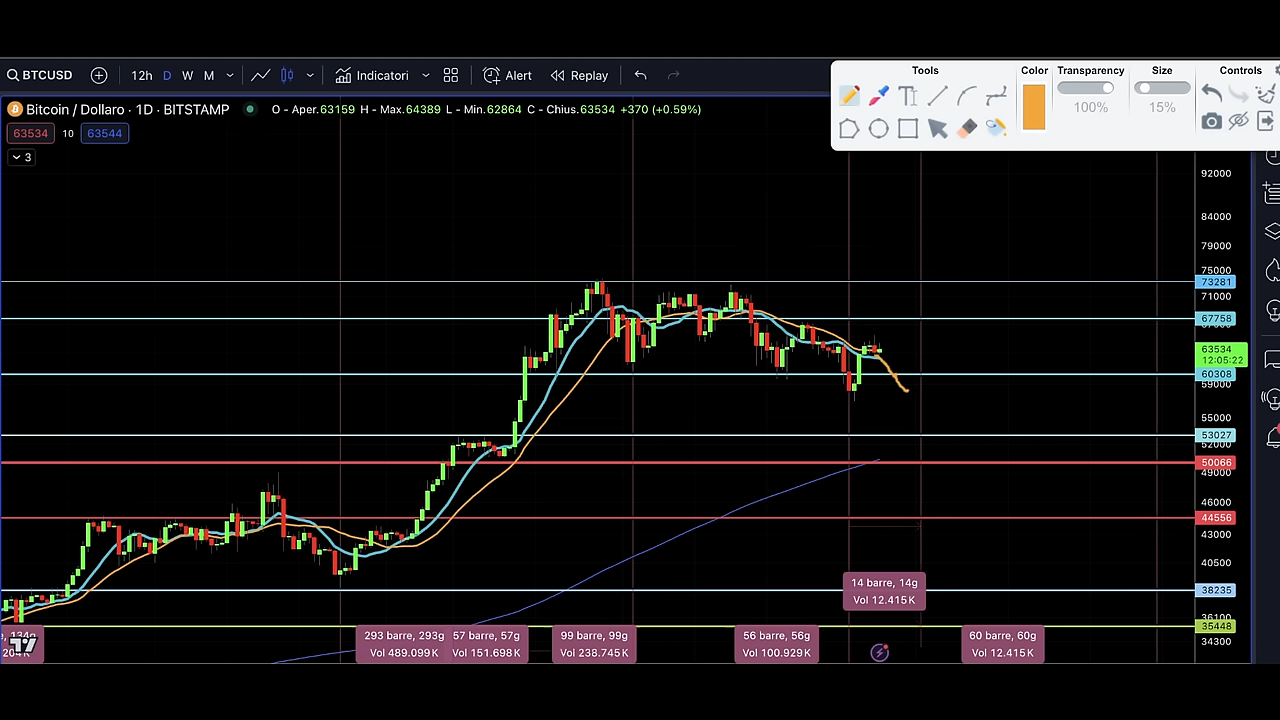 BTCUSD 12h D W M Indicatori Alert Replay
Tools Color Transparency Size Controls
100% 15%
Bitcoin / Dollaro · 1D · BITSTAMP O - Aper.63159 H - Max.64389 L - Min.62864 C - Chius.63534 +370 (+0.59%)
63534 10 63544
3
92000
84000
79000
75000
73281
71000
67758
63534
12:05:22
60308
59000
55000
53027
50066
49000
46000
44556
43000
40500
38235
35448
34300
14 barre, 14g
Vol 12.415K
293 barre, 293g
Vol 489.099K
57 barre, 57g
Vol 151.698K
99 barre, 99g
Vol 238.745K
56 barre, 56g
Vol 100.929K
60 barre, 60g
Vol 12.415K